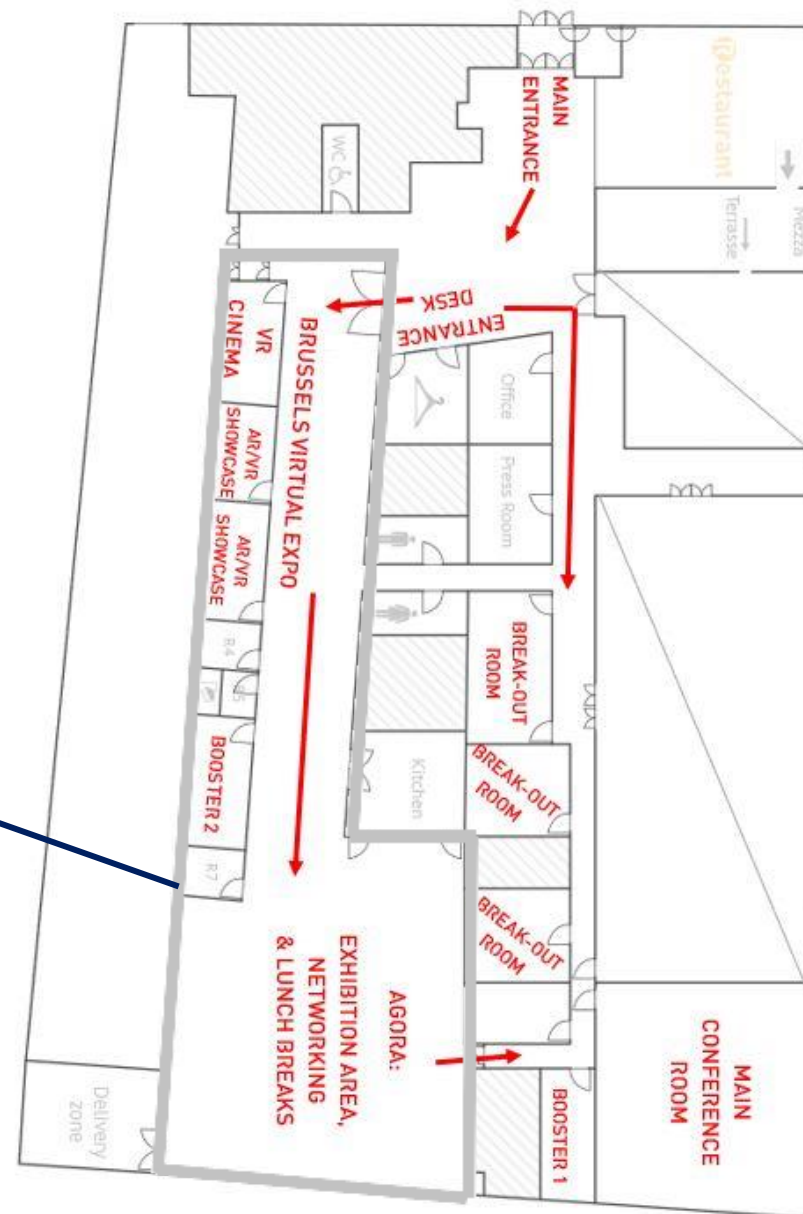 @estaurant
MAIN
ENTRANCE
Mezza
Terrasse
WC
ENTRANCE
DESK
VR
CINEMA
BRUSSELS VIRTUAL EXPO
Office
AR/VR
SHOWCASE
Press Room
AR/VR
SHOWCASE
R4
BREAK-OUT
ROOM
BOOSTER 2
Kitchen
BREAK-OUT
ROOM
R7
BREAK-OUT
ROOM
AGORA:
EXHIBITION AREA,
NETWORKING
& LUNCH BREAKS
MAIN
CONFERENCE
ROOM
BOOSTER 1
Delivery
zone